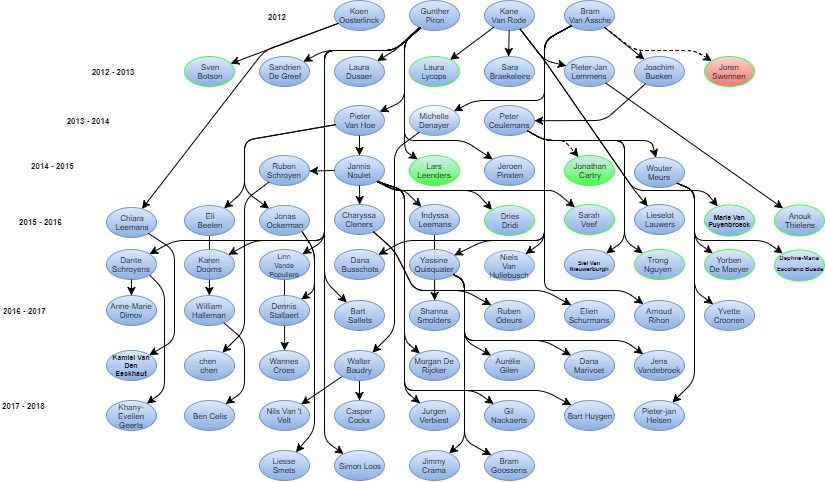 2012
Koen
Oosterlinck
Gunther
Piron
Kane
Van Rode
Bram
Van Assche
2012 - 2013
Sven
Botson
Sandrien
De Greef
Laura
Dusaer
Laura
Lycops
Sara
Braekeleire
Pieter-Jan
Lemmens
Joachim
Bueken
Joren
Swennen
2013 - 2014
Pieter
Van Hoe
Michelle
Denayer
Peter
Ceulemans
2014 - 2015
Ruben
Schroyen
Jannis
Noulet
Lars
Leenders
Jeroen
Pinxten
Jonathan
Cartry
Wouter
Meurs
2015 - 2016
Chiara
Leemans
Eli
Beelen
Jonas
Ockerman
Charyssa
Cleners
Indyssa
Leemans
Dries
Dridi
Sarah
Veef
Lieselot
Lauwers
Marie Van
Puyenbroeck
Anouk
Thielens
Dante
Schroyens
Karen
Dooms
Linn
Vande
Populiere
Dana
Busschots
Yassine
Quisquater
Niels
Van
Hullebusch
Siel Van
Nieuwerburgh
Trong
Nguyen
Yorben
De Maeyer
Daphne-Maria
Escoliano Busda
2016 - 2017
Anne-Marie
Dimov
William
Halleman
Dennis
Stallaert
Bart
Sallets
Shanna
Smolders
Ruben
Odeurs
Elien
Schurmans
Arnoud
Rihon
Yvette
Croonen
Kamiel Van
Den
Eeckhaut
chen
chen
Wannes
Croes
Walter
Baudry
Morgan De
Rijcker
Aurélie
Gilen
Dana
Marivoet
Jens
Vandebroek
2017 - 2018
Khany-
Evelien
Geerts
Ben Celis
Nils Van 't
Velt
Casper
Cockx
Jurgen
Verbiest
Gil
Nackaerts
Bart Huygen
Pieter-jan
Helsen
Liesse
Smets
Simon Loos
Jimmy
Crama
Bram
Goossens